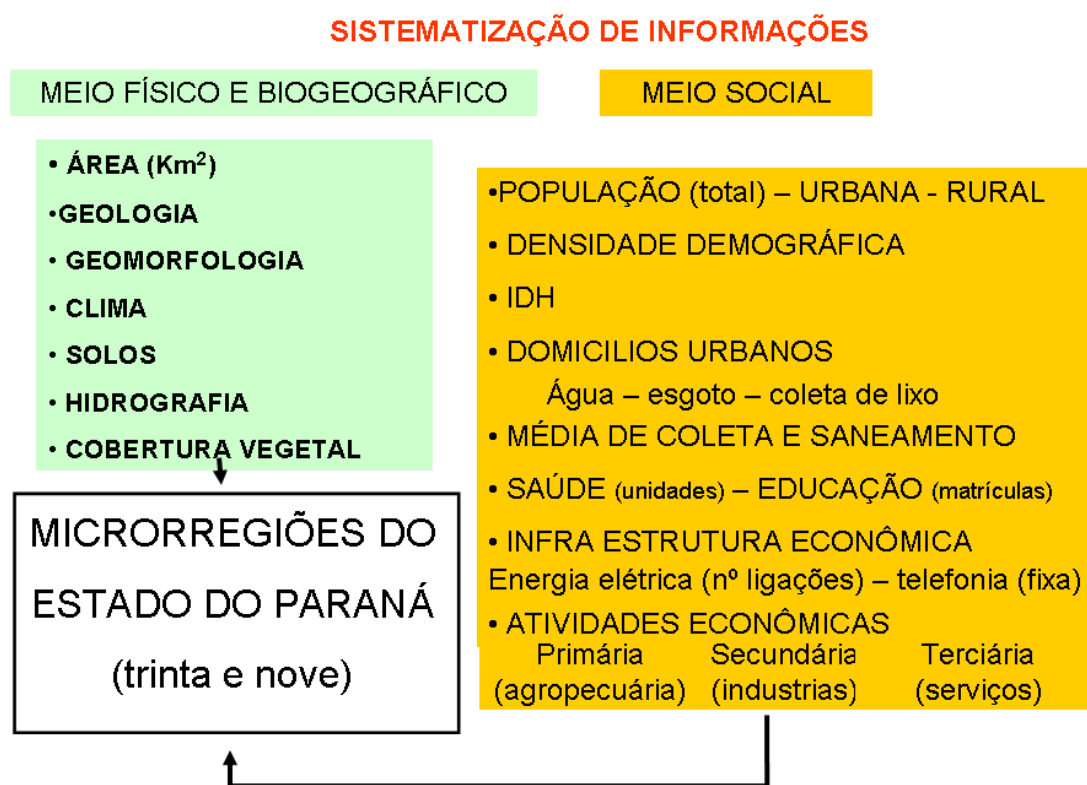 SISTEMATIZAÇÃO DE INFORMAÇÕES
MEIO FÍSICO E BIOGEOGRÁFICO
• ÁREA (Km²)
•GEOLOGIA
• GEOMORFOLOGIA
• CLIMA
• SOLOS
• HIDROGRAFIA
• COBERTURA VEGETAL
MICRORREGIÕES DO
ESTADO DO PARANÁ
(trinta e nove)
MEIO SOCIAL
•POPULAÇÃO (total) – URBANA - RURAL
• DENSIDADE DEMOGRÁFICA
• IDH
• DOMICILIOS URBANOS
Água – esgoto – coleta de lixo
• MÉDIA DE COLETA E SANEAMENTO
• SAÚDE (unidades) – EDUCAÇÃO (matrículas)
• INFRA ESTRUTURA ECONÔMICA
Energia elétrica (nº ligações) – telefonia (fixa)
• ATIVIDADES ECONÔMICAS
Primária Secundária Terciária
(agropecuária) (industrias) (serviços)